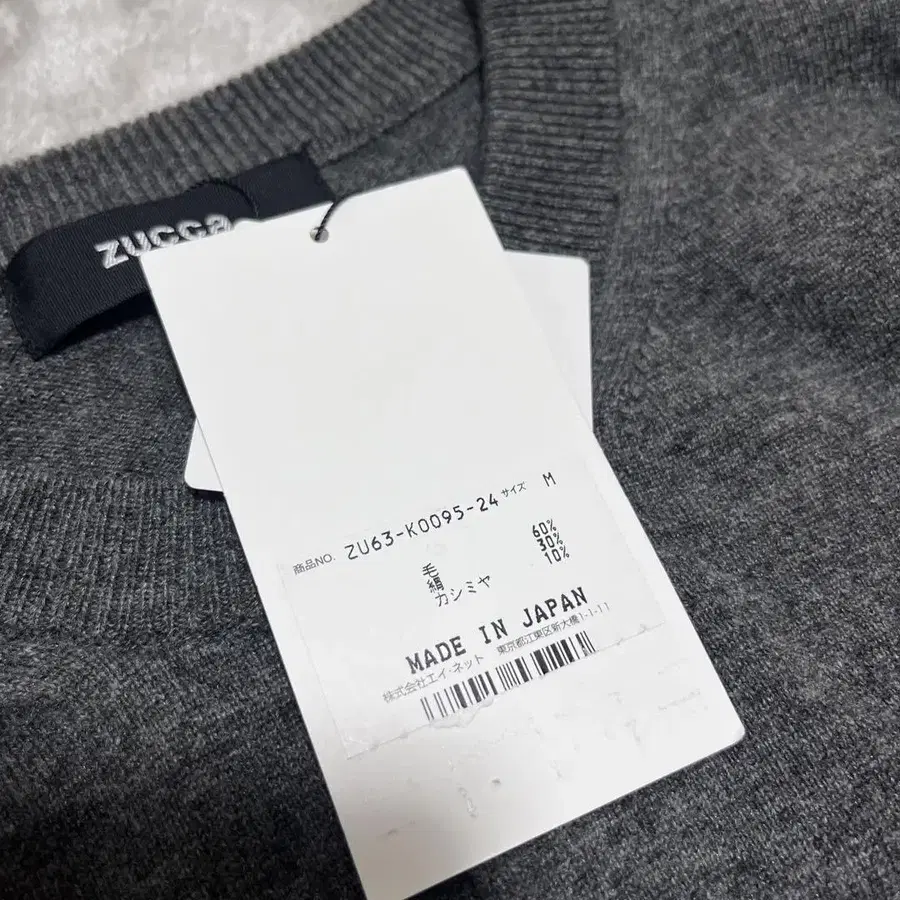 zucca
商品NO. ZU63-K0095-24 サイズ M
毛 60%
絹 30%
カシミヤ 10%
MADE IN JAPAN
株式会社エイ・ネット 東京都江東区新大橋1-1-11